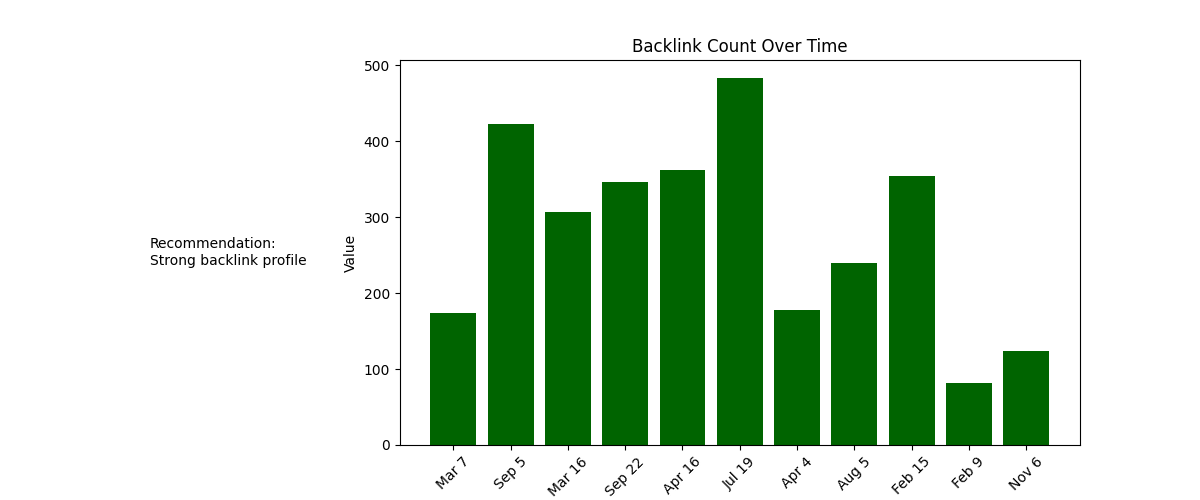 Backlink Count Over Time
Recommendation:
Strong backlink profile
Value
500
400
300
200
100
0
Mar 7
Sep 5
Mar 16
Sep 22
Apr 16
Jul 19
Apr 4
Aug 5
Feb 15
Feb 9
Nov 6